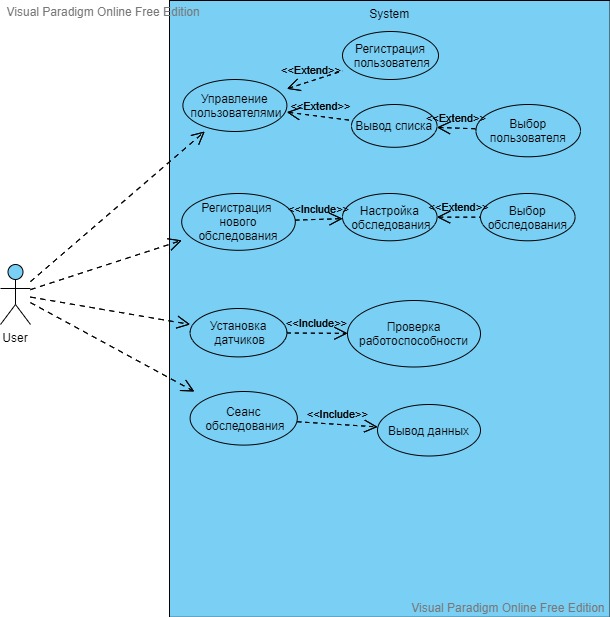 Visual Paradigm Online Free Edition
System
Регистрация
пользователя
<<Extend>>
Управление
пользователями
<<Extend>>
Вывод списка
<<Extend>>
Выбор
пользователя
Регистрация
нового
обследования
<<Include>>
Настройка
обследования
<<Extend>>
Выбор
обследования
User
Установка
датчиков
<<Include>>
Проверка
работоспособности
Сеанс
обследования
<<Include>>
Вывод данных
Visual Paradigm Online Free Edition